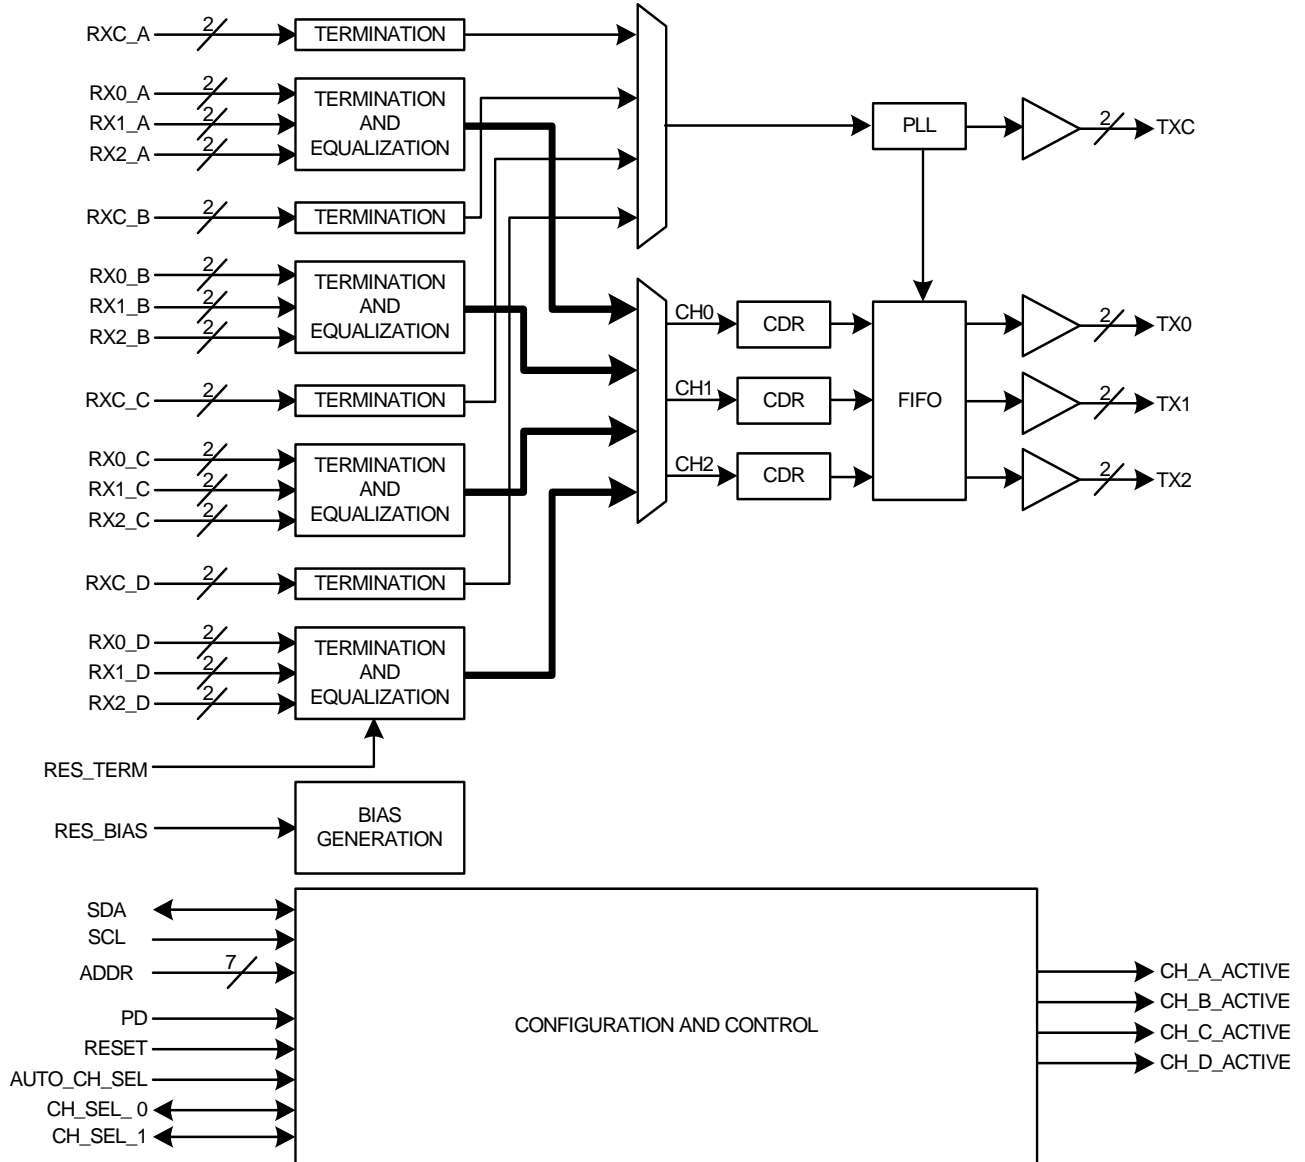 RXC_A
2
TERMINATION
RX0_A
2
RX1_A
2
RX2_A
2
TERMINATION
AND
EQUALIZATION
PLL
2
TXC
RXC_B
2
TERMINATION
RX0_B
2
RX1_B
2
RX2_B
2
TERMINATION
AND
EQUALIZATION
CH0
CDR
2
TX0
RXC_C
2
TERMINATION
CH1
CDR
FIFO
2
TX1
RX0_C
2
RX1_C
2
RX2_C
2
TERMINATION
AND
EQUALIZATION
CH2
CDR
2
TX2
RXC_D
2
TERMINATION
RX0_D
2
RX1_D
2
RX2_D
2
TERMINATION
AND
EQUALIZATION
RES_TERM
RES_BIAS
BIAS
GENERATION
SDA
SCL
ADDR
7
PD
RESET
AUTO_CH_SEL
CH_SEL_ 0
CH_SEL_1
CONFIGURATION AND CONTROL
CH_A_ACTIVE
CH_B_ACTIVE
CH_C_ACTIVE
CH_D_ACTIVE